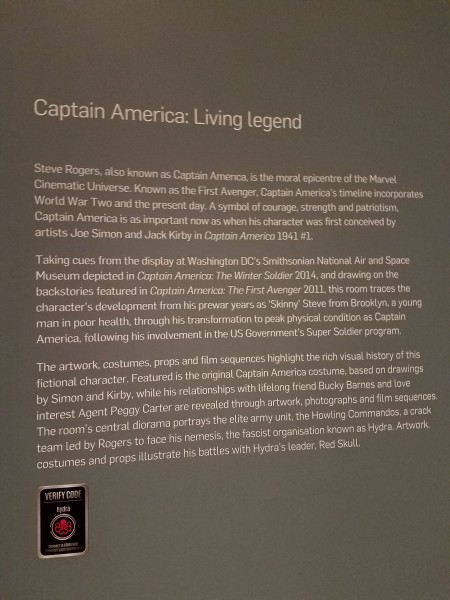 Captain America: Living legend
Steve Rogers, also known as Captain America, is the moral epicentre of the Marvel
Cinematic Universe. Known as the First Avenger, Captain America's timeline incorporates
World War Two and the present day. A symbol of courage, strength and patriotism,
Captain America is as important now as when his character was first conceived by
artists Joe Simon and Jack Kirby in Captain America 1941 #1.
Taking cues from the display at Washington DC's Smithsonian National Air and Space
Museum depicted in Captain America: The Winter Soldier 2014, and drawing on the
backstories featured in Captain America: The First Avenger 2011, this room traces the
character's development from his prewar years as 'Skinny' Steve from Brooklyn, a young
man in poor health, through his transformation to peak physical condition as Captain
America, following his involvement in the US Government's Super Soldier program.
The artwork, costumes, props and film sequences highlight the rich visual history of this
fictional character. Featured is the original Captain America costume, based on drawings
by Simon and Kirby, while his relationships with lifelong friend Bucky Barnes and love
interest Agent Peggy Carter are revealed through artwork, photographs and film sequences.
The room's central diorama portrays the elite army unit, the Howling Commandos, a crack
team led by Rogers to face his nemesis, the fascist organisation known as Hydra. Artwork,
costumes and props illustrate his battles with Hydra's leader, Red Skull.
VERIFY CODE
hydra